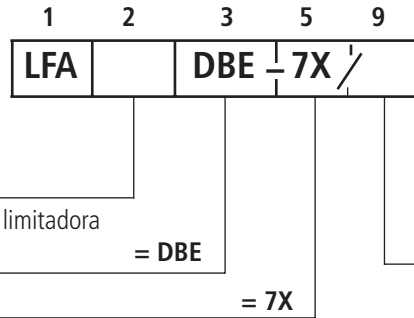 1 2 3 5 9
LFA DBE – 7X /
limitadora
= DBE
= 7X